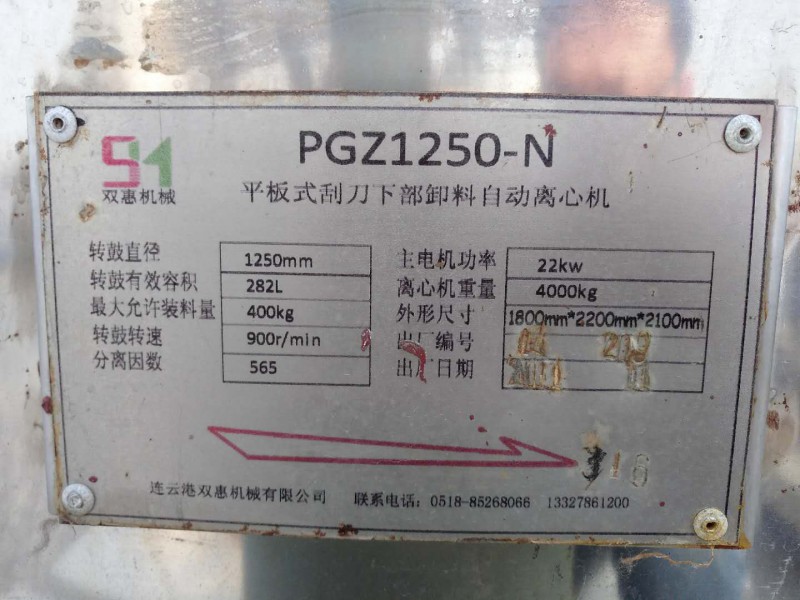 PGZ1250-N
双惠机械
平板式刮刀下部卸料自动离心机
转鼓直径 1250mm 主电机功率 22kw
转鼓有效容积 282L 离心机重量 4000kg
最大允许装料量 400kg 外形尺寸 1800mm*2200mm*2100mm
转鼓转速 900r/min 出厂编号
分离因数 565 出厂日期
连云港双惠机械有限公司 联系电话：0518-85268066 13327861200